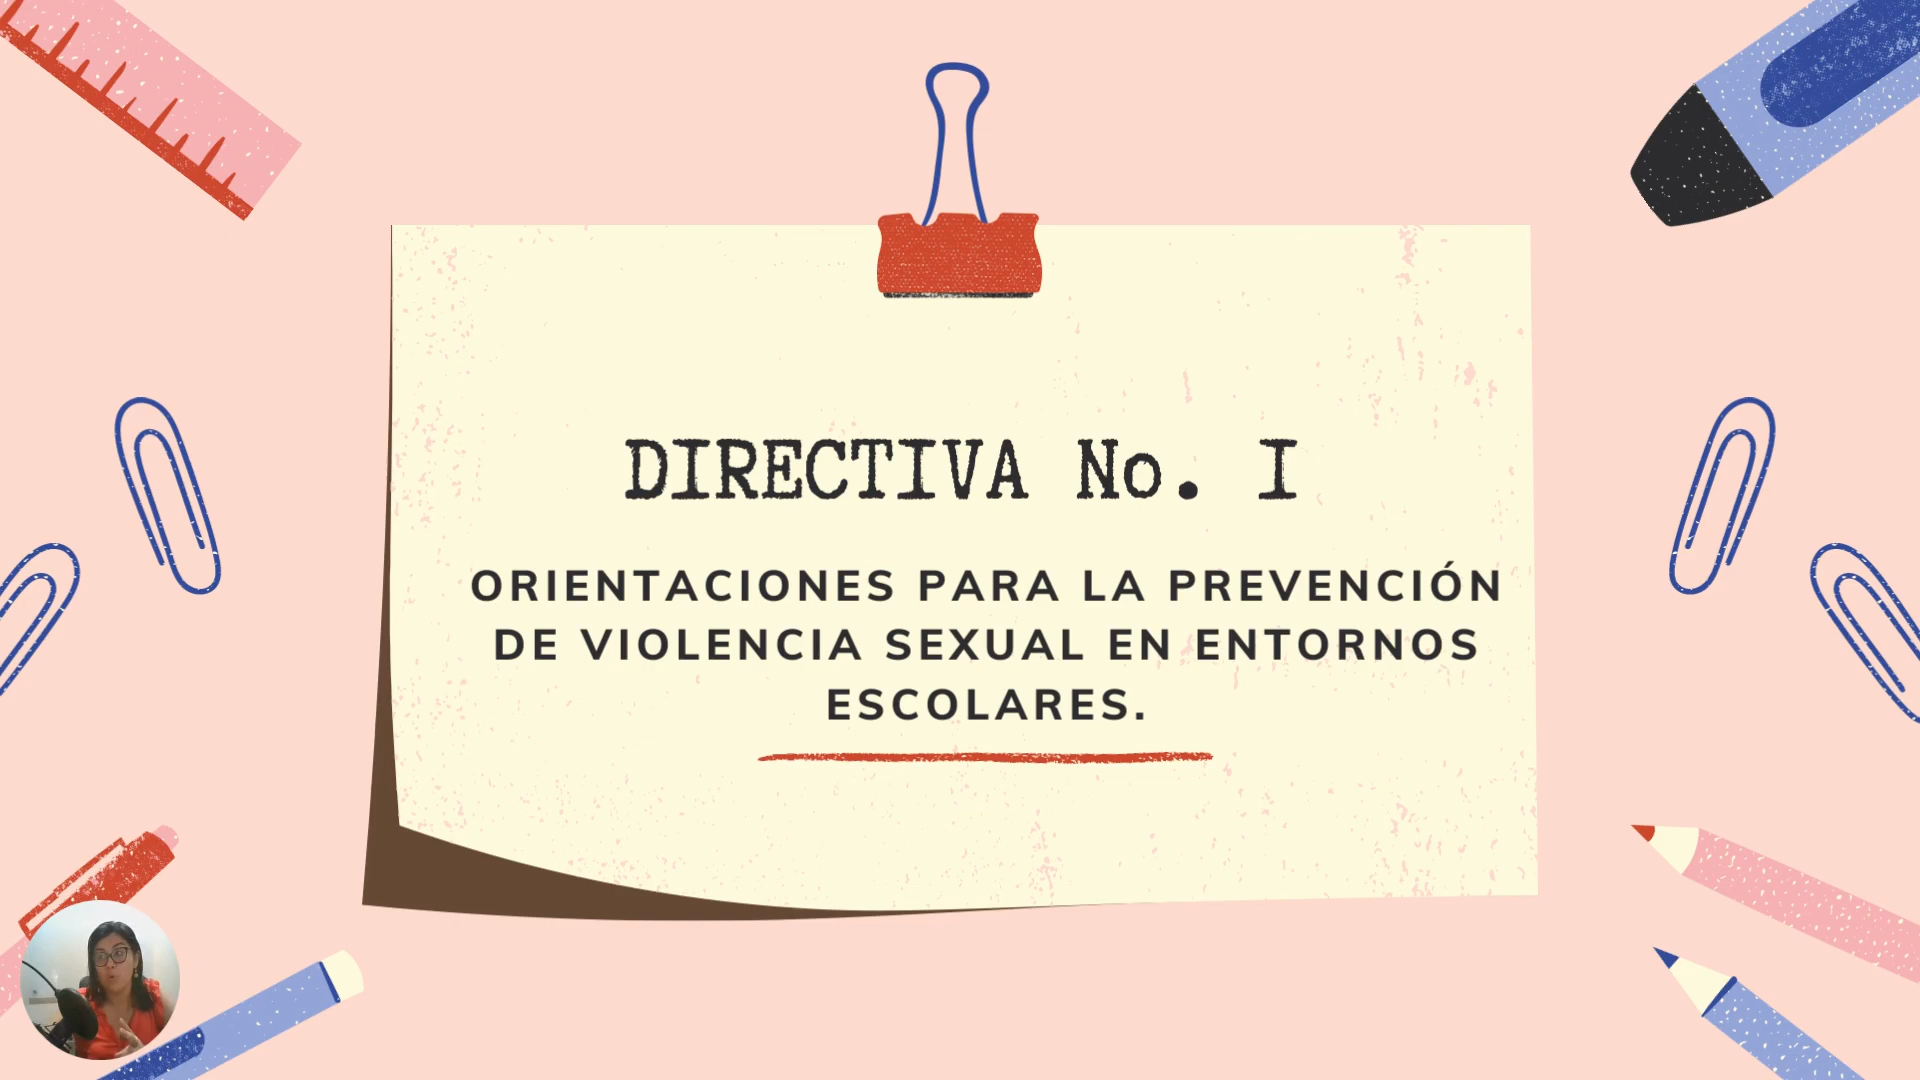 DIRECTIVA No. I
ORIENTACIONES PARA LA PREVENCIÓN
DE VIOLENCIA SEXUAL EN ENTORNOS
ESCOLARES.